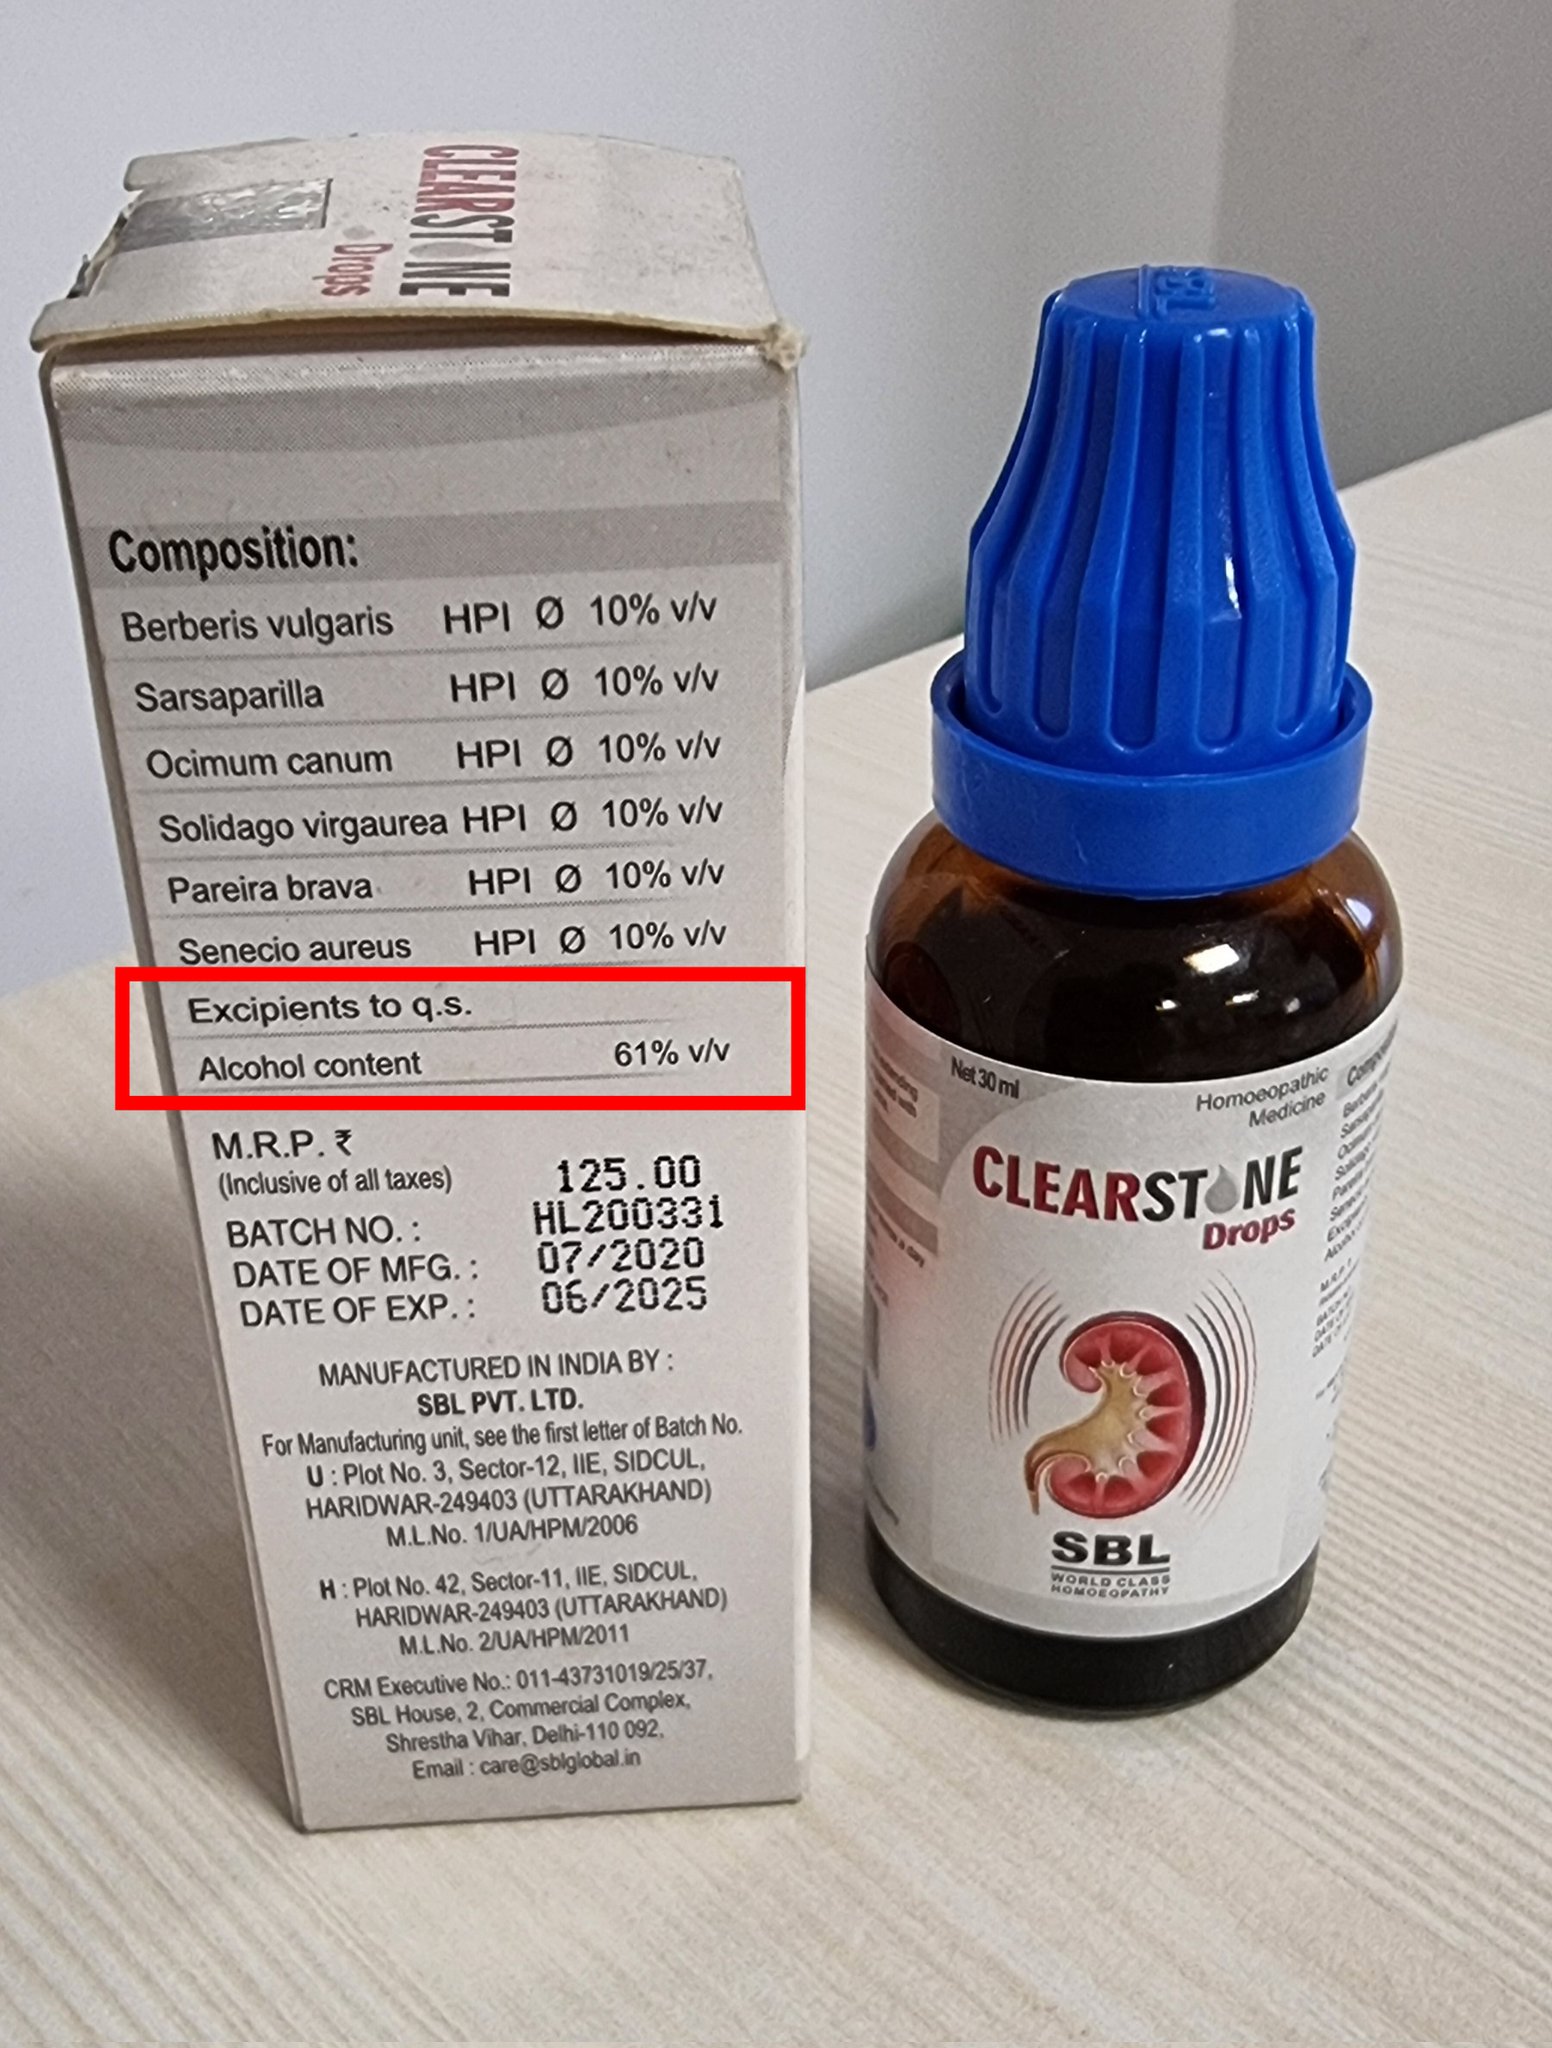 CLEARSTONE
Drops
Composition:
Berberis vulgaris HPI Ø 10% v/v
Sarsaparilla HPI Ø 10% v/v
Ocimum canum HPI Ø 10% v/v
Solidago virgaurea HPI Ø 10% v/v
Pareira brava HPI Ø 10% v/v
Senecio aureus HPI Ø 10% v/v
Excipients to q.s.
Alcohol content 61% v/v
M.R.P. ₹
(Inclusive of all taxes) 125.00
BATCH NO. : HL200331
DATE OF MFG. : 07/2020
DATE OF EXP. : 06/2025
MANUFACTURED IN INDIA BY :
SBL PVT. LTD.
For Manufacturing unit, see the first letter of Batch No.
U : Plot No. 3, Sector-12, IIE, SIDCUL,
HARIDWAR-249403 (UTTARAKHAND)
M.L.No. 1/UA/HPM/2006
H : Plot No. 42, Sector-11, IIE, SIDCUL,
HARIDWAR-249403 (UTTARAKHAND)
M.L.No. 2/UA/HPM/2011
CRM Executive No.: 011-43731019/25/37,
SBL House, 2, Commercial Complex,
Shrestha Vihar, Delhi-110 092,
Email : care@sblglobal.in
SBL
Net 30 ml
Homoeopathic
Medicine
CLEARSTONE
Drops
SBL
WORLD CLASS
HOMOEOPATHY